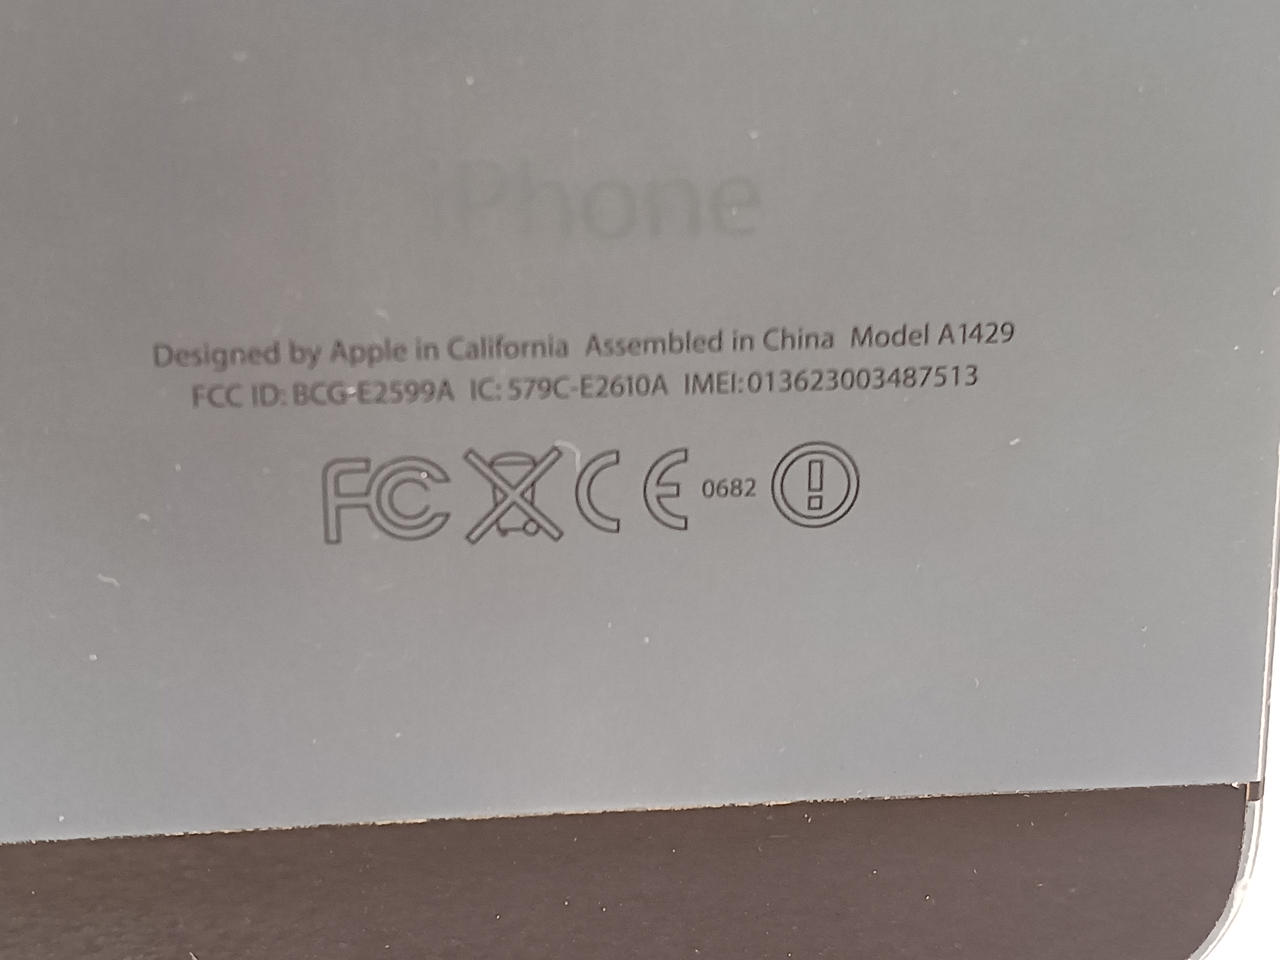 iPhone
Designed by Apple in California Assembled in China Model A1429
FCC ID: BCG-E2599A IC: 579C-E2610A IMEI: 013623003487513
FC CE 0682